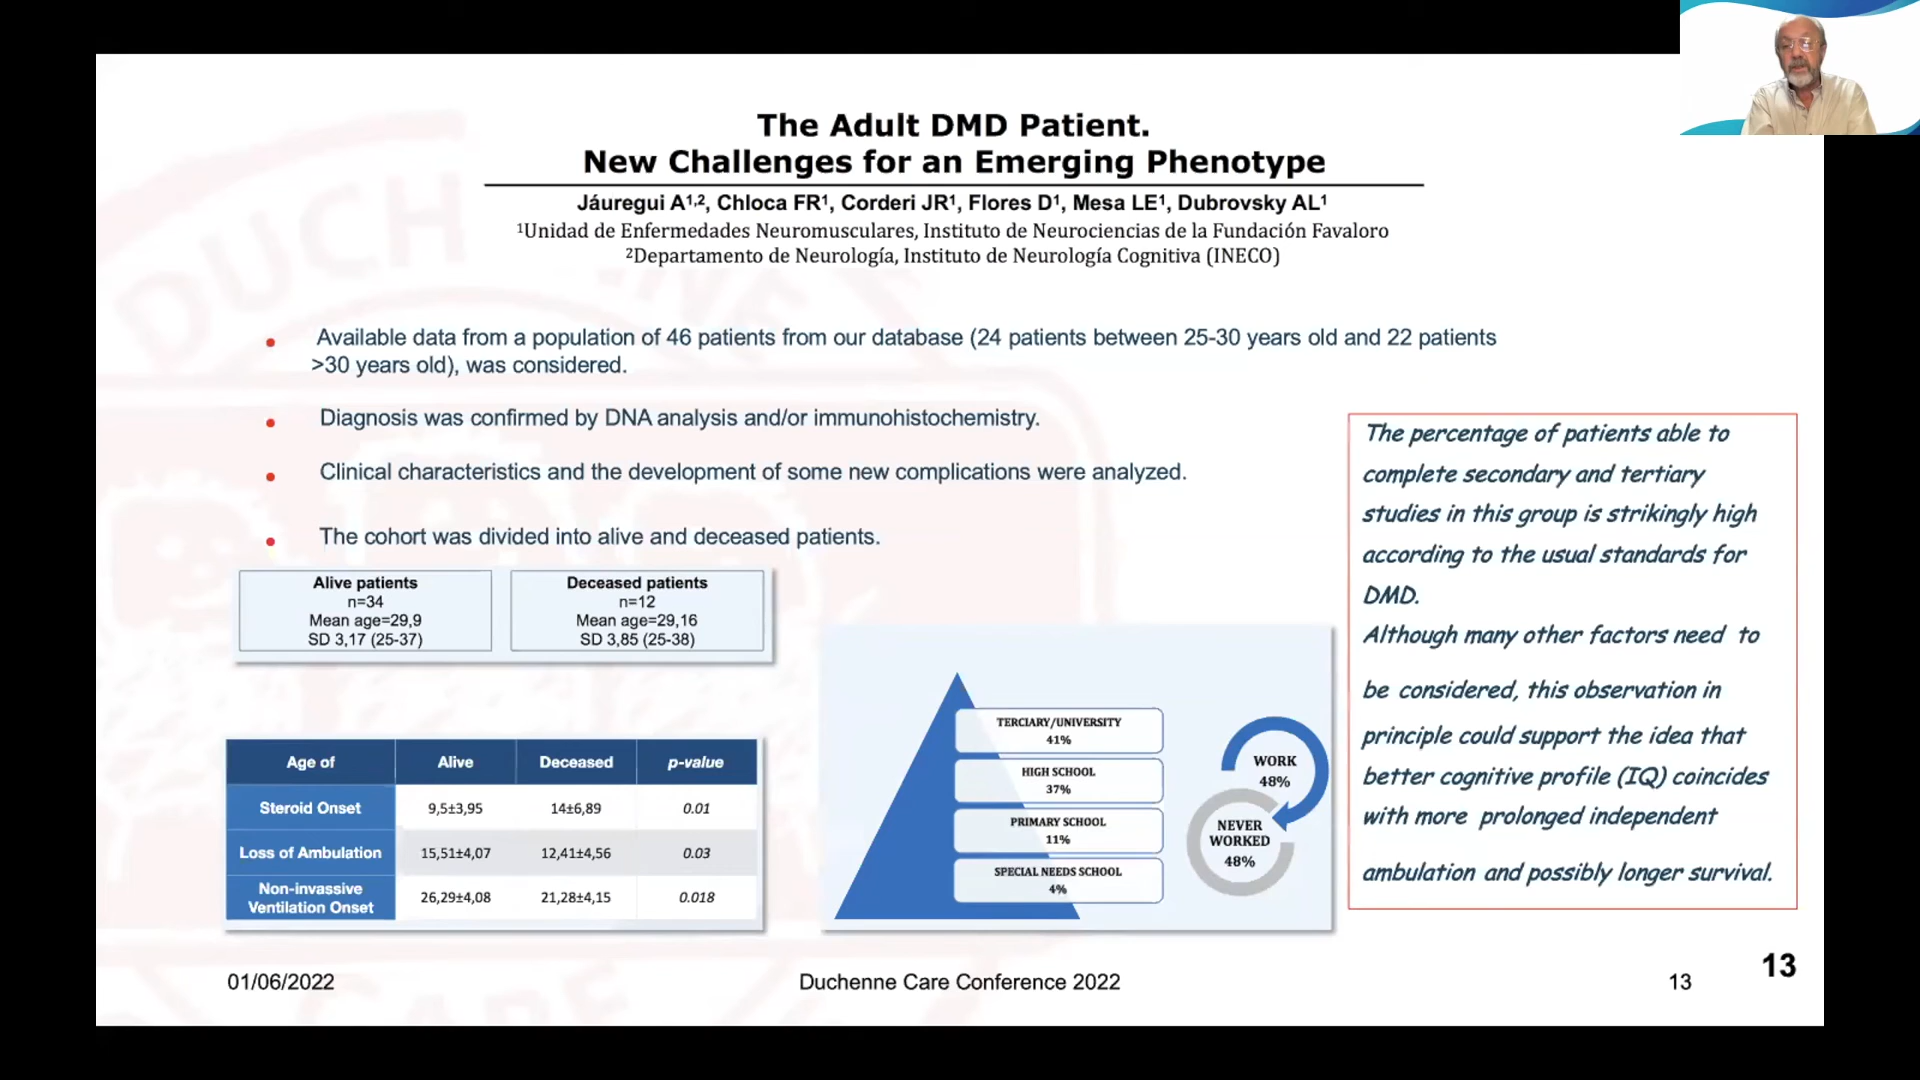 The Adult DMD Patient.
New Challenges for an Emerging Phenotype
Jáuregui A1,2, Chloca FR1, Corderi JR1, Flores D1, Mesa LE1, Dubrovsky AL1
1Unidad de Enfermedades Neuromusculares, Instituto de Neurociencias de la Fundación Favaloro
2Departamento de Neurología, Instituto de Neurología Cognitiva (INECO)
• Available data from a population of 46 patients from our database (24 patients between 25-30 years old and 22 patients
>30 years old), was considered.
• Diagnosis was confirmed by DNA analysis and/or immunohistochemistry.
• Clinical characteristics and the development of some new complications were analyzed.
• The cohort was divided into alive and deceased patients.
Alive patients
n=34
Mean age=29,9
SD 3,17 (25-37)
Deceased patients
n=12
Mean age=29,16
SD 3,85 (25-38)
Age of Alive Deceased p-value
Steroid Onset 9,5±3,95 14±6,89 0.01
Loss of Ambulation 15,51±4,07 12,41±4,56 0.03
Non-invassive
Ventilation Onset 26,29±4,08 21,28±4,15 0.018
TERCIARY/UNIVERSITY
41%
HIGH SCHOOL
37%
PRIMARY SCHOOL
11%
SPECIAL NEEDS SCHOOL
4%
WORK
48%
NEVER
WORKED
48%
The percentage of patients able to
complete secondary and tertiary
studies in this group is strikingly high
according to the usual standards for
DMD.
Although many other factors need to
be considered, this observation in
principle could support the idea that
better cognitive profile (IQ) coincides
with more prolonged independent
ambulation and possibly longer survival.
01/06/2022
Duchenne Care Conference 2022
13
13
DUCH NNE
CARE